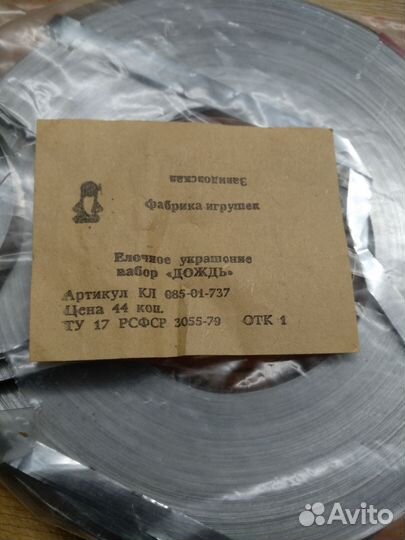 Завидовская
фабрика игрушек
Елочное украшение
набор «ДОЖДЬ»
Артикул КЛ 085-01-737
Цена 44 коп.
ТУ 17 РСФСР 3055-79 ОТК 1
Avito